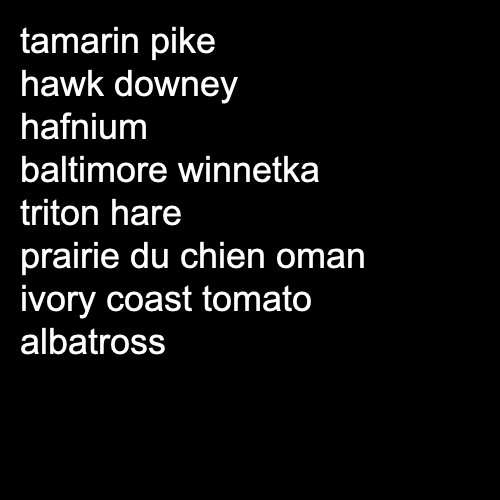 tamarin pike
hawk downey
hafnium
baltimore winnetka
triton hare
prairie du chien oman
ivory coast tomato
albatross